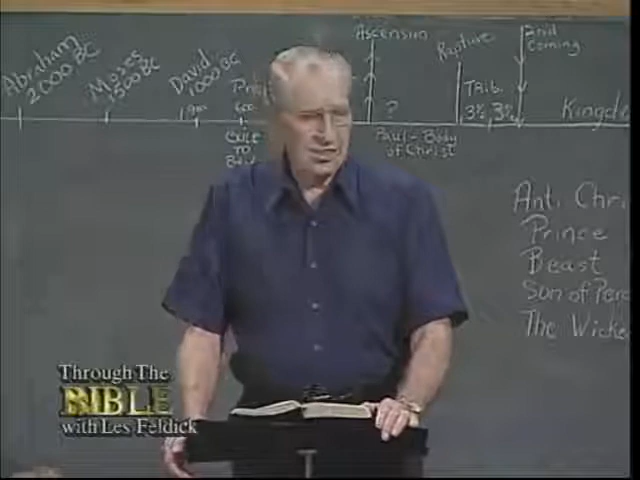 Abraham
2000 BC
Moses
1500 BC
David
1000 BC
600
Ascension
?
Paul - Body
of Christ
Rapture
Trib.
3½ 3½
2nd
Coming
Anti. Chri
Prince
Beast
Son of Per
The Wicke
Through The
BIBLE
with Les Feldick